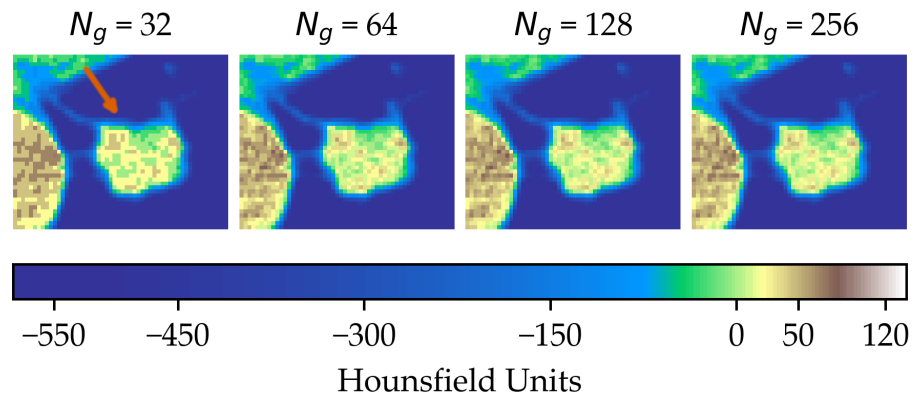 N_g = 32 N_g = 64 N_g = 128 N_g = 256
−550 −450 −300 −150 0 50 120
Hounsfield Units